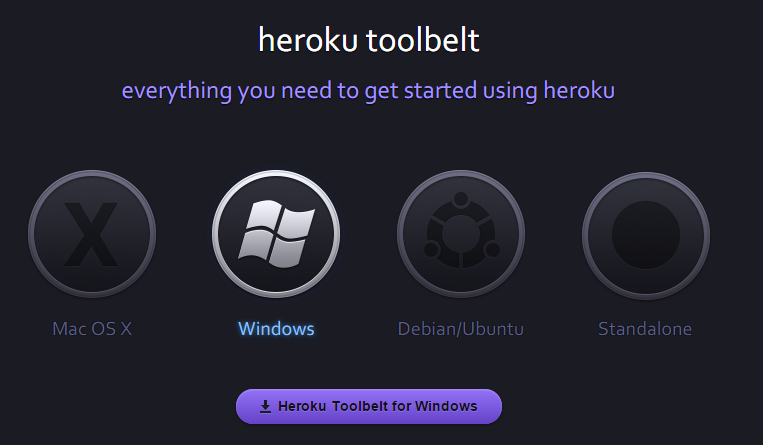 heroku toolbelt
everything you need to get started using heroku
X
Mac OS X
Windows
Debian/Ubuntu
Standalone
Heroku Toolbelt for Windows